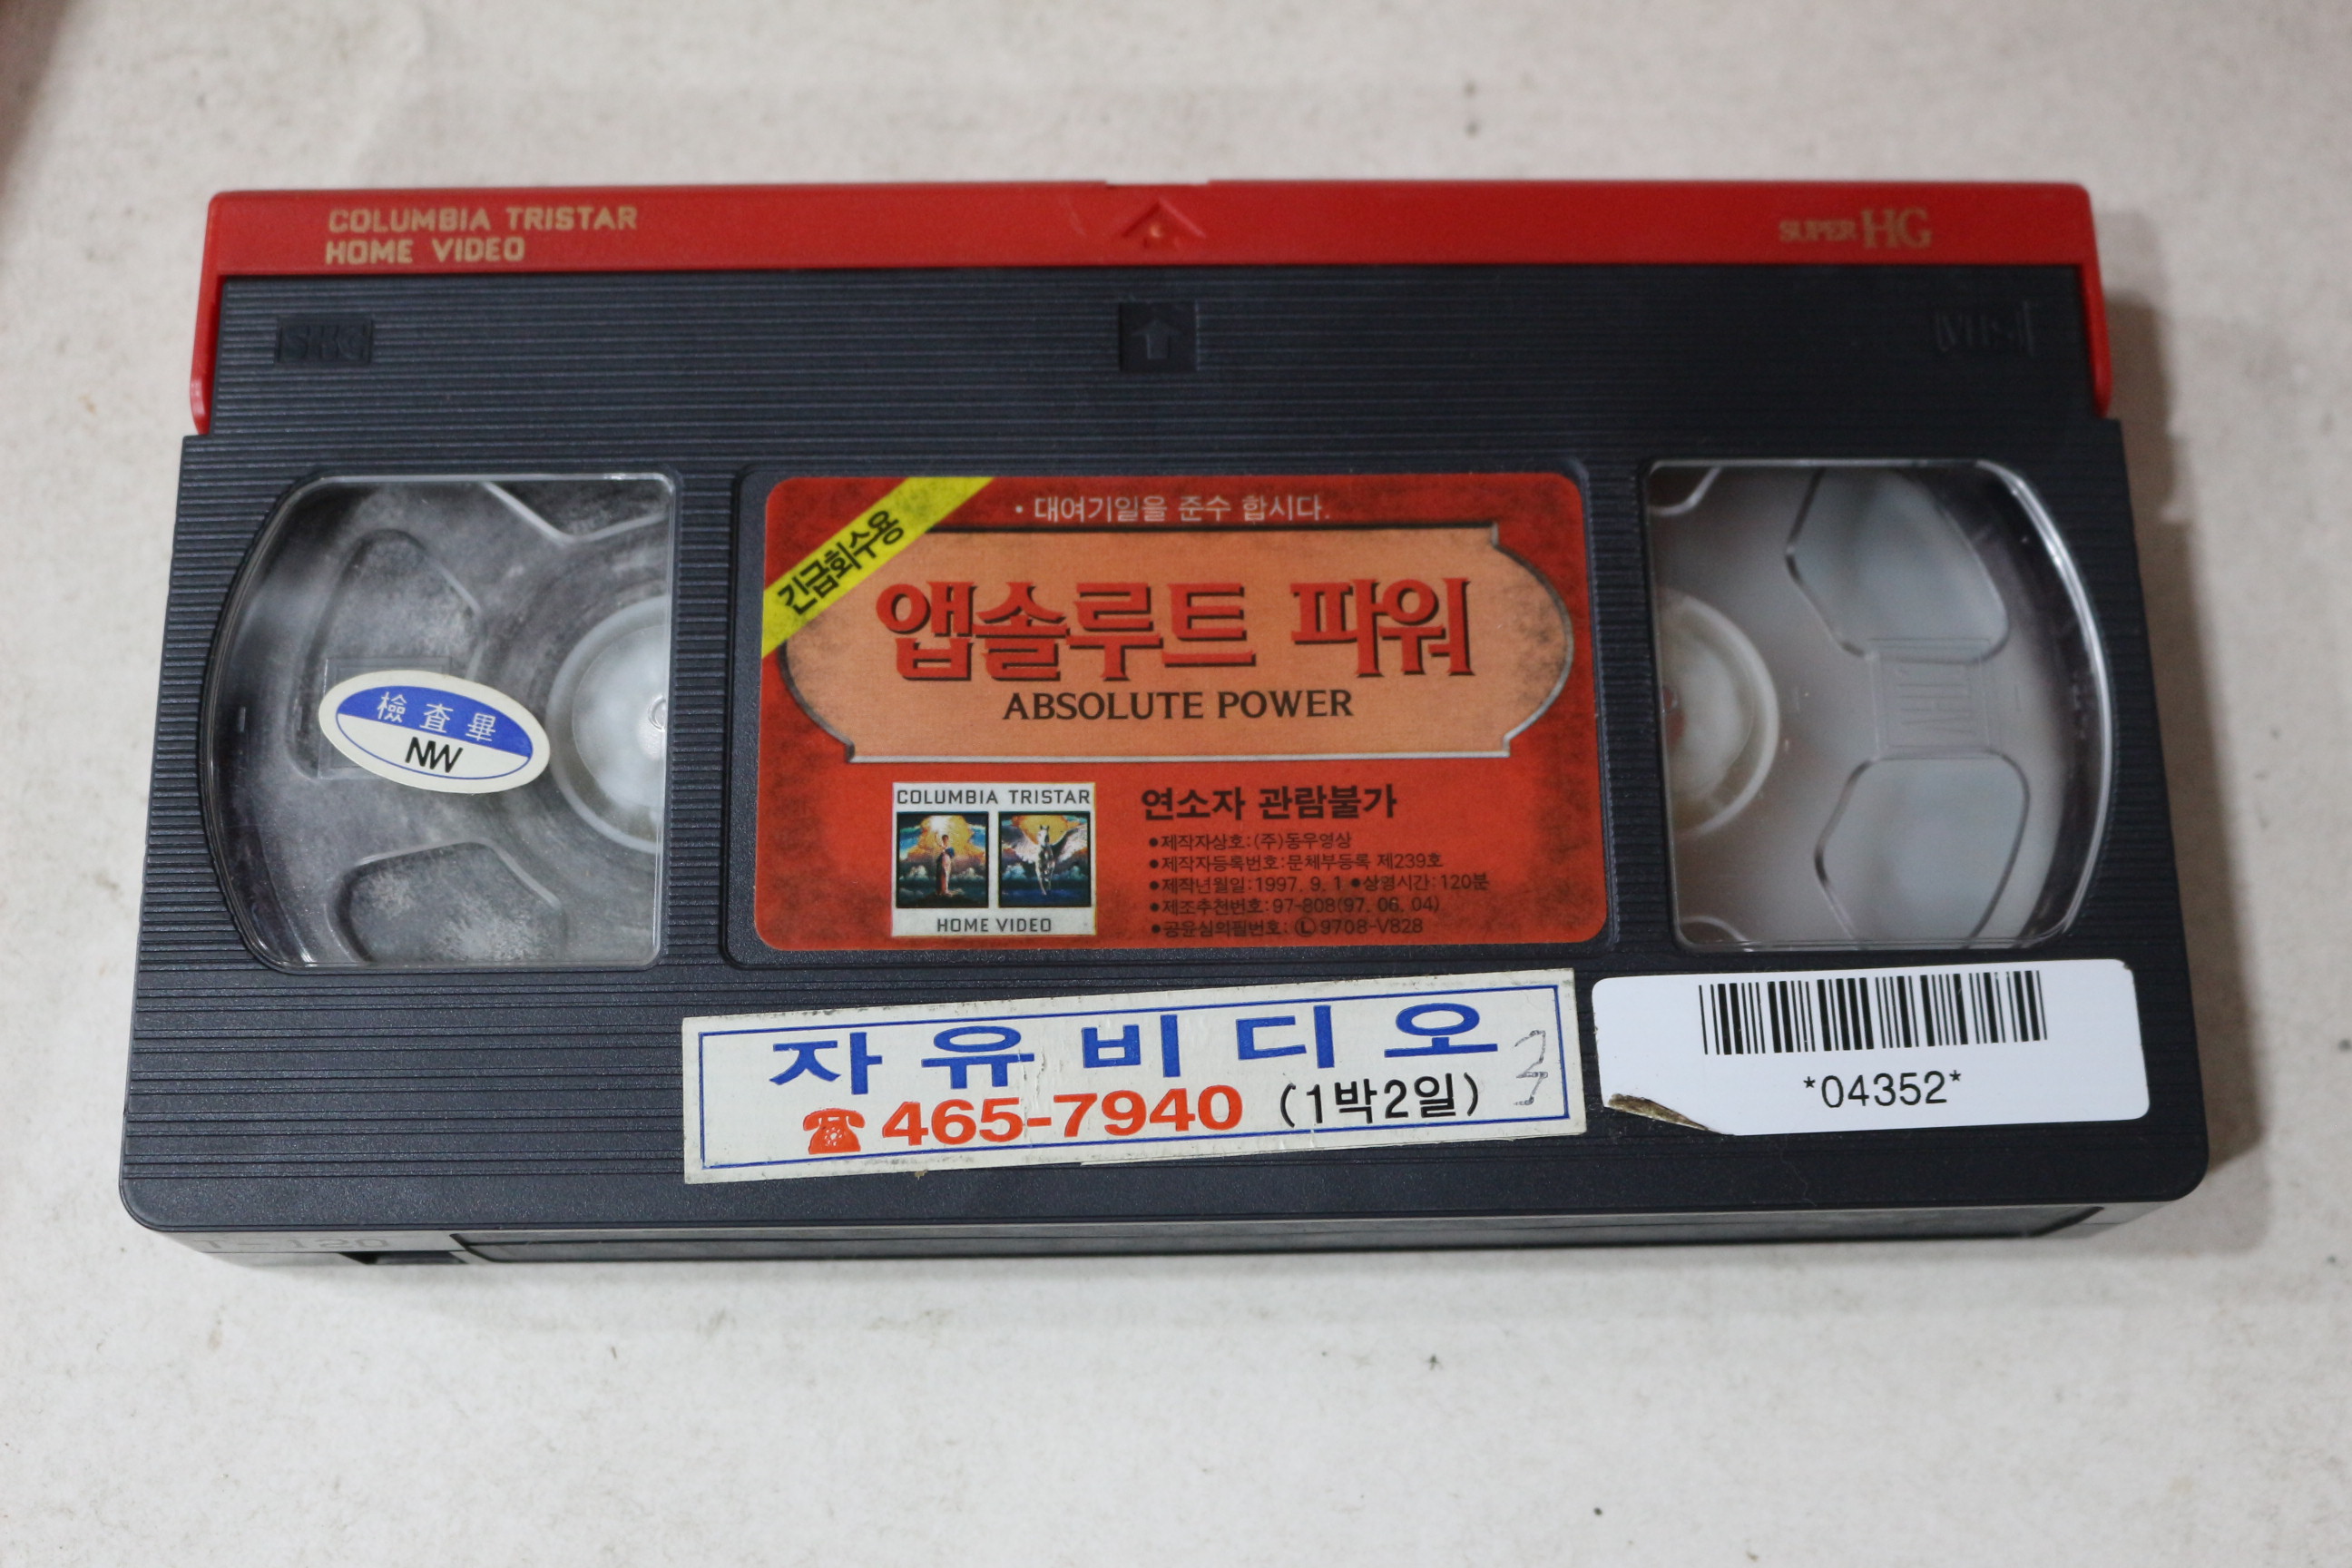 COLUMBIA TRISTAR
HOME VIDEO
SUPER HG
SKC
VHS
긴급회수용
• 대여기일을 준수 합시다.
앱솔루트 파워
ABSOLUTE POWER
檢査畢
NW
COLUMBIA TRISTAR
HOME VIDEO
연소자 관람불가
●제작자상호:(주)동우영상
●제작자등록번호:문체부등록 제239호
●제작년월일:1997. 9. 1 ●상영시간:120분
●제조추천번호:97-808(97. 06. 04)
●공윤심의필번호:Ⓛ9708-V828
자유비디오
☎465-7940 (1박2일)
*04352*
120